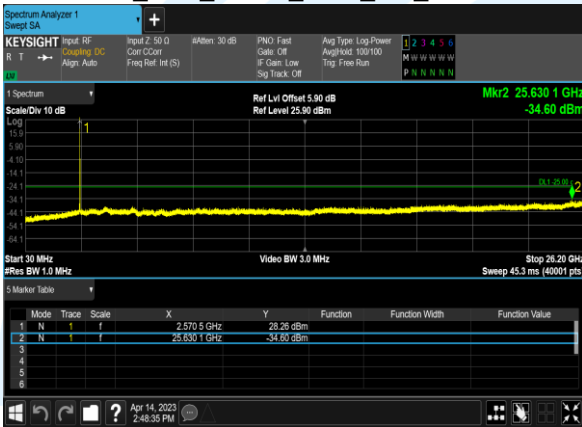 Spectrum Analyzer 1
Swept SA
+
KEYSIGHT Input: RF Input Z: 50 Ω #Atten: 30 dB PNO: Fast Avg Type: Log-Power 1 2 3 4 5 6
R T Coupling: DC Corr CCorr Gate: Off Avg|Hold: 100/100 M W W W W W
Align: Auto Freq Ref: Int (S) IF Gain: Low Trig: Free Run
LU Sig Track: Off P N N N N N
1 Spectrum Ref Lvl Offset 5.90 dB Mkr2 25.630 1 GHz
Scale/Div 10 dB Ref Level 25.90 dBm -34.60 dBm
Log
15.9
5.90
-4.10
-14.1
-24.1
-34.1
-44.1
-54.1
-64.1
1
DL1 -25.00
2
Start 30 MHz Video BW 3.0 MHz Stop 26.20 GHz
#Res BW 1.0 MHz Sweep 45.3 ms (40001 pts
5 Marker Table
Mode Trace Scale X Y Function Function Width Function Value
1 N 1 f 2.570 5 GHz 28.26 dBm
2 N 1 f 25.630 1 GHz -34.60 dBm
3
4
5
6
? Apr 14, 2023
2:48:35 PM